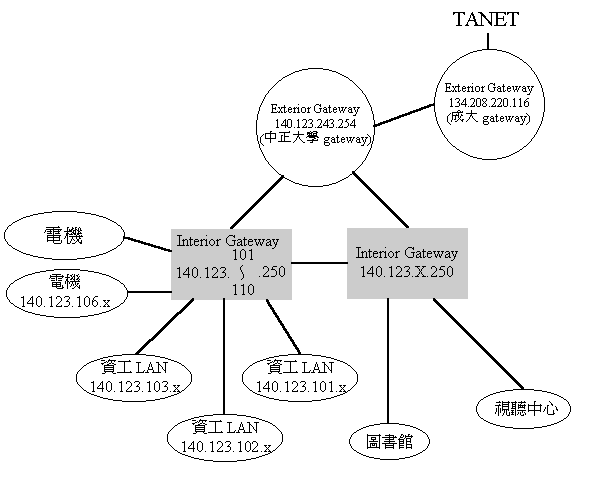 TANET
Exterior Gateway
134.208.220.116
(成大 gateway)
Exterior Gateway
140.123.243.254
(中正大學 gateway)
電機
Interior Gateway
101
140.123. ~ .250
110
Interior Gateway
140.123.X.250
電機
140.123.106.x
資工 LAN
140.123.103.x
資工 LAN
140.123.101.x
資工 LAN
140.123.102.x
圖書館
視聽中心